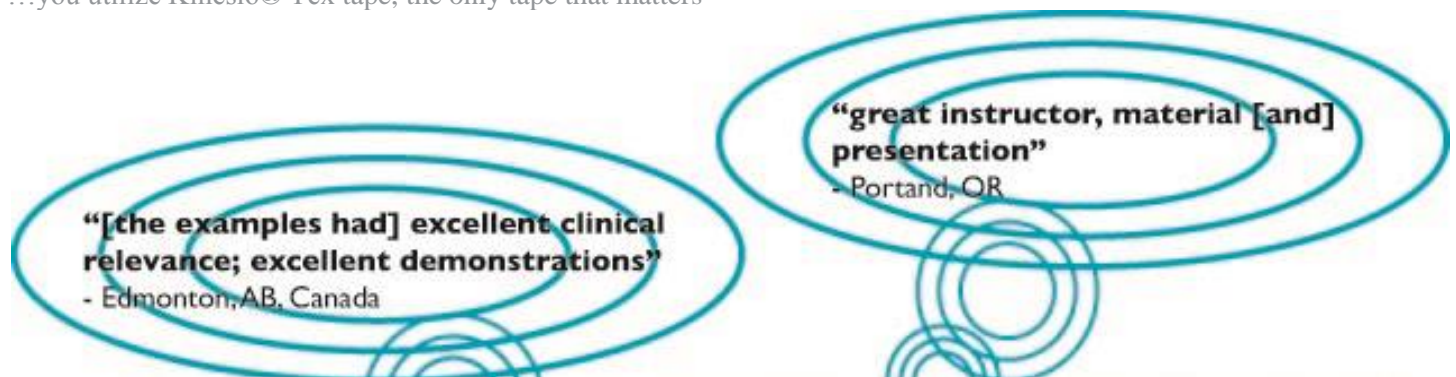 …you utilize Kinesio® Tex tape, the only tape that matters
“great instructor, material [and]
presentation”
- Portand, OR
“[the examples had] excellent clinical
relevance; excellent demonstrations”
- Edmonton, AB, Canada